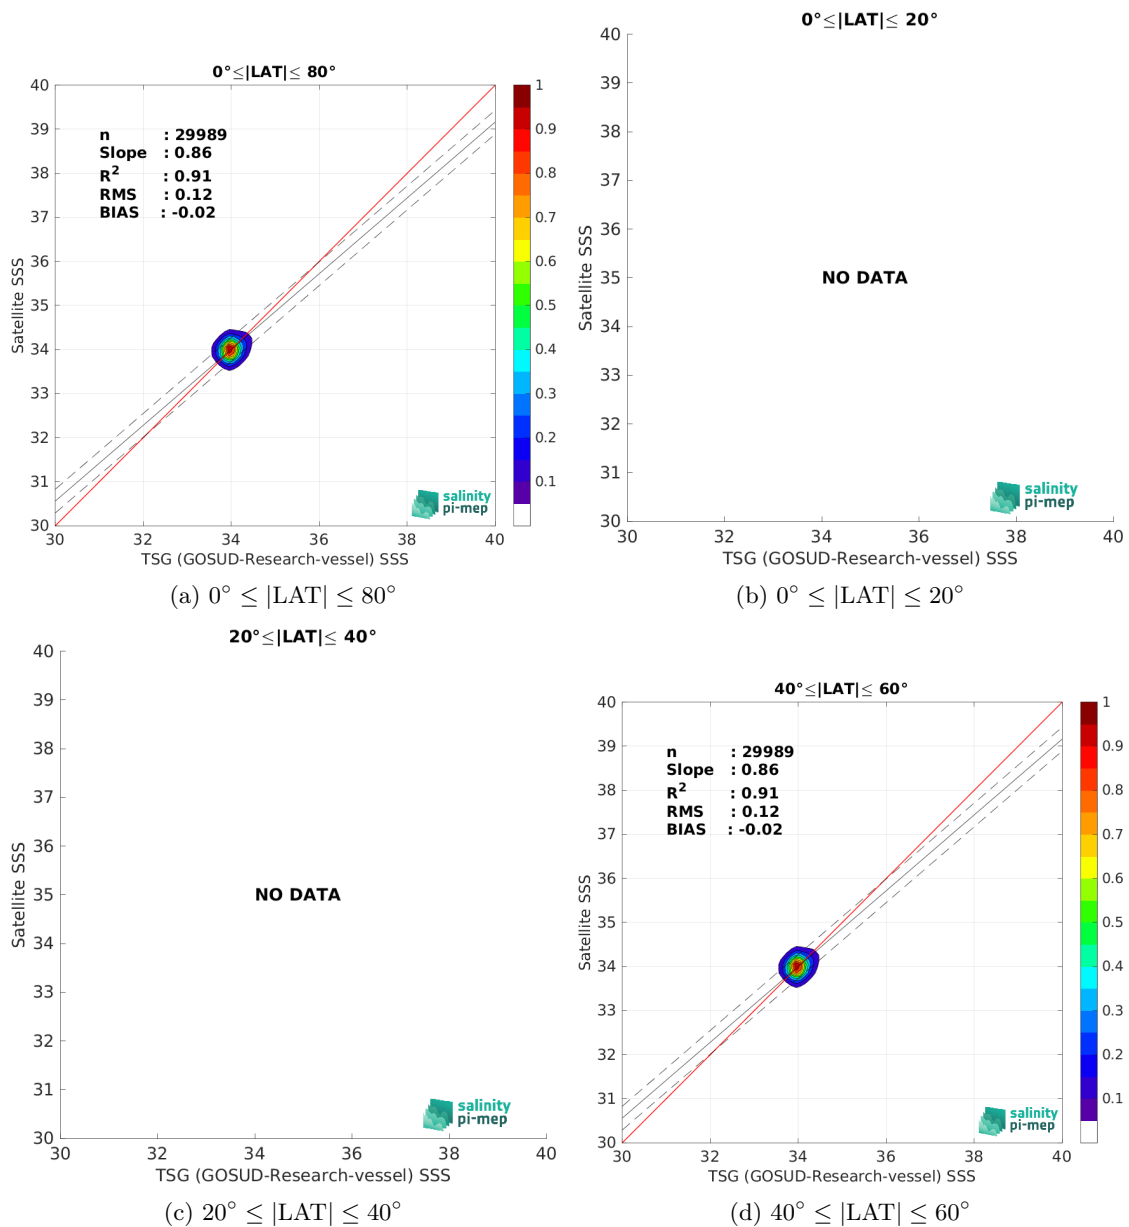 0°≤|LAT|≤ 80°
40
39
38
37
36
35
34
33
32
31
30
Satellite SSS
n : 29989
Slope : 0.86
R² : 0.91
RMS : 0.12
BIAS : -0.02
1
0.9
0.8
0.7
0.6
0.5
0.4
0.3
0.2
0.1
salinity
pi-mep
30 32 34 36 38 40
TSG (GOSUD-Research-vessel) SSS
(a) 0° ≤ |LAT| ≤ 80°
0°≤|LAT|≤ 20°
40
39
38
37
36
35
34
33
32
31
30
Satellite SSS
NO DATA
salinity
pi-mep
30 32 34 36 38 40
TSG (GOSUD-Research-vessel) SSS
(b) 0° ≤ |LAT| ≤ 20°
20°≤|LAT|≤ 40°
40
39
38
37
36
35
34
33
32
31
30
Satellite SSS
NO DATA
salinity
pi-mep
30 32 34 36 38 40
TSG (GOSUD-Research-vessel) SSS
(c) 20° ≤ |LAT| ≤ 40°
40°≤|LAT|≤ 60°
40
39
38
37
36
35
34
33
32
31
30
Satellite SSS
n : 29989
Slope : 0.86
R² : 0.91
RMS : 0.12
BIAS : -0.02
1
0.9
0.8
0.7
0.6
0.5
0.4
0.3
0.2
0.1
salinity
pi-mep
30 32 34 36 38 40
TSG (GOSUD-Research-vessel) SSS
(d) 40° ≤ |LAT| ≤ 60°